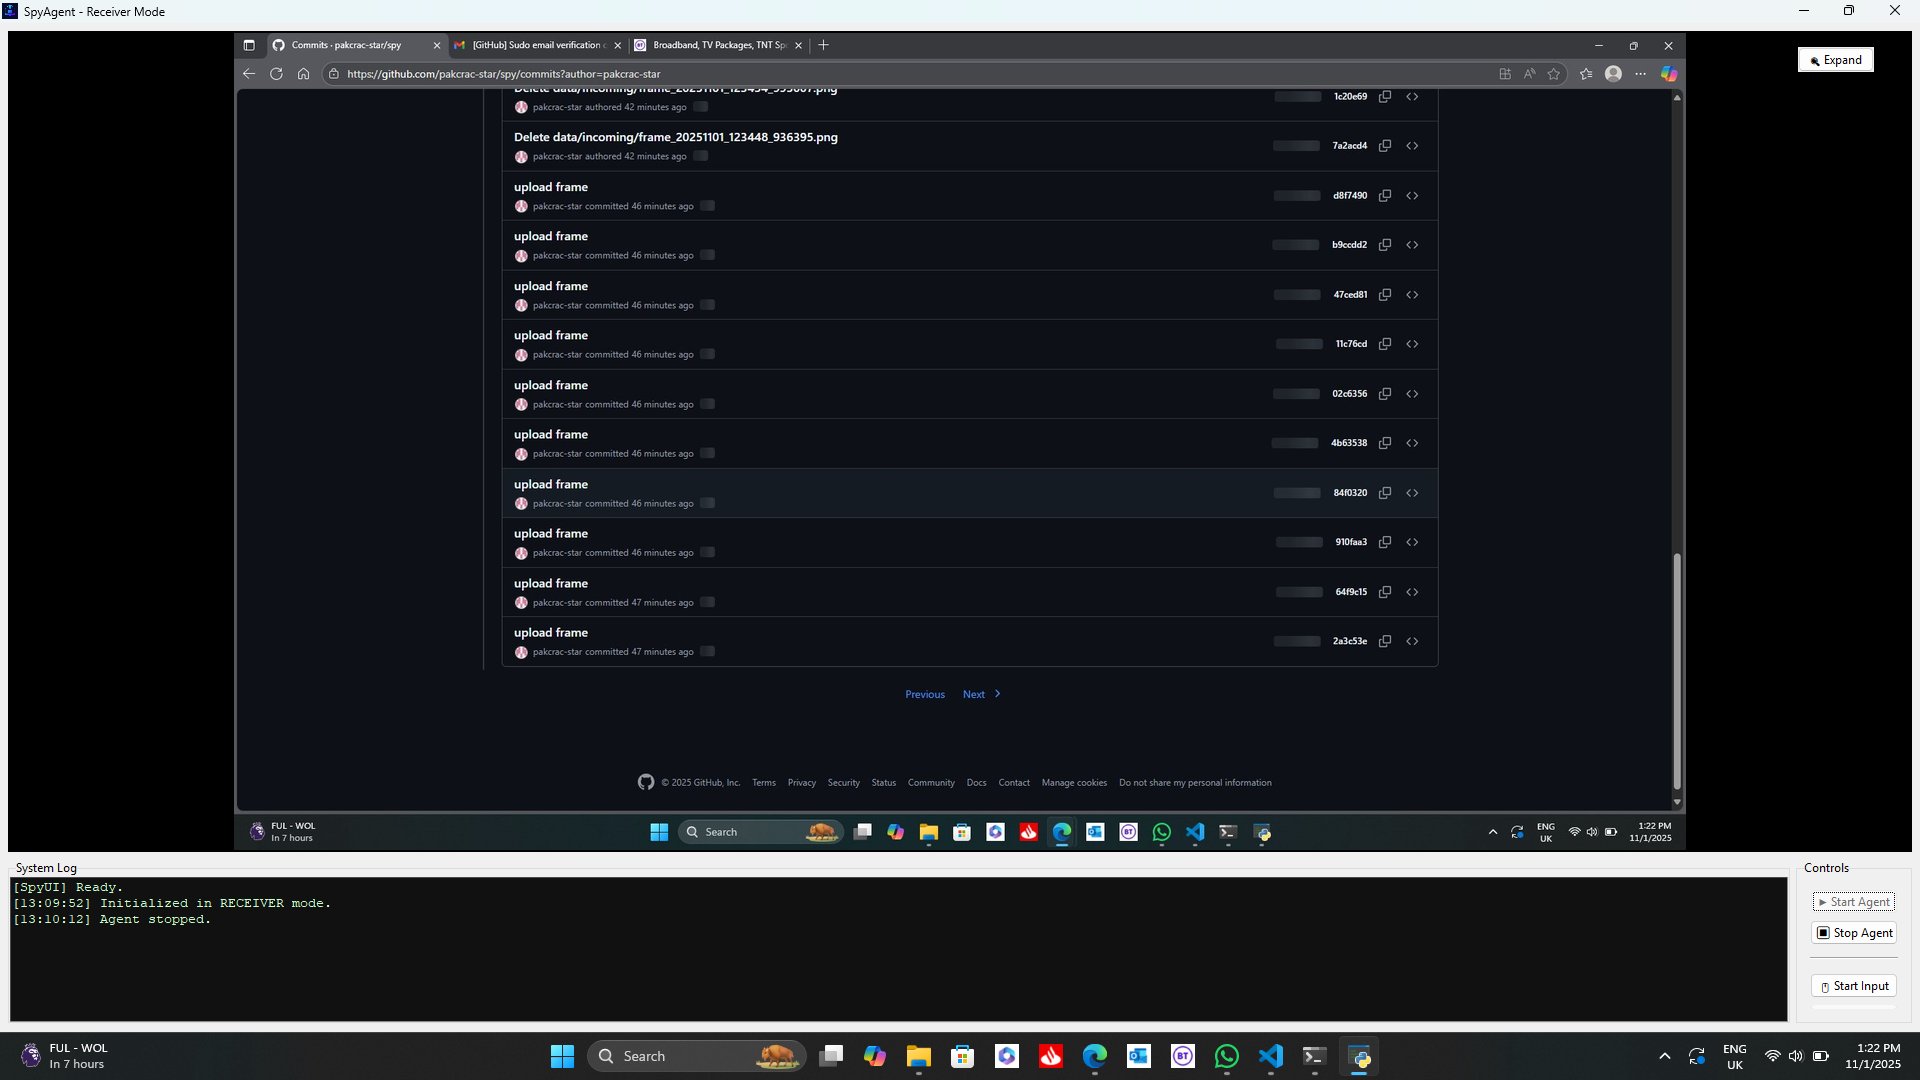 SpyAgent - Receiver Mode
Commits · pakcrac-star/spy
[GitHub] Sudo email verification
Broadband, TV Packages, TNT Sp
https://github.com/pakcrac-star/spy/commits?author=pakcrac-star
Expand
pakcrac-star authored 42 minutes ago
1c20e69
Delete data/incoming/frame_20251101_123448_936395.png
pakcrac-star authored 42 minutes ago
7a2acd4
upload frame
pakcrac-star committed 46 minutes ago
d8f7490
upload frame
pakcrac-star committed 46 minutes ago
b9ccdd2
upload frame
pakcrac-star committed 46 minutes ago
47ced81
upload frame
pakcrac-star committed 46 minutes ago
11c76cd
upload frame
pakcrac-star committed 46 minutes ago
02c6356
upload frame
pakcrac-star committed 46 minutes ago
4b63538
upload frame
pakcrac-star committed 46 minutes ago
84f0320
upload frame
pakcrac-star committed 46 minutes ago
910faa3
upload frame
pakcrac-star committed 47 minutes ago
64f9c15
upload frame
pakcrac-star committed 47 minutes ago
2a3c53e
Previous Next
© 2025 GitHub, Inc. Terms Privacy Security Status Community Docs Contact Manage cookies Do not share my personal information
FUL - WOL
In 7 hours
Search
BT
ENG
UK
1:22 PM
11/1/2025
System Log
[SpyUI] Ready.
[13:09:52] Initialized in RECEIVER mode.
[13:10:12] Agent stopped.
Controls
Start Agent
Stop Agent
Start Input
FUL - WOL
In 7 hours
Search
BT
ENG
UK
1:22 PM
11/1/2025